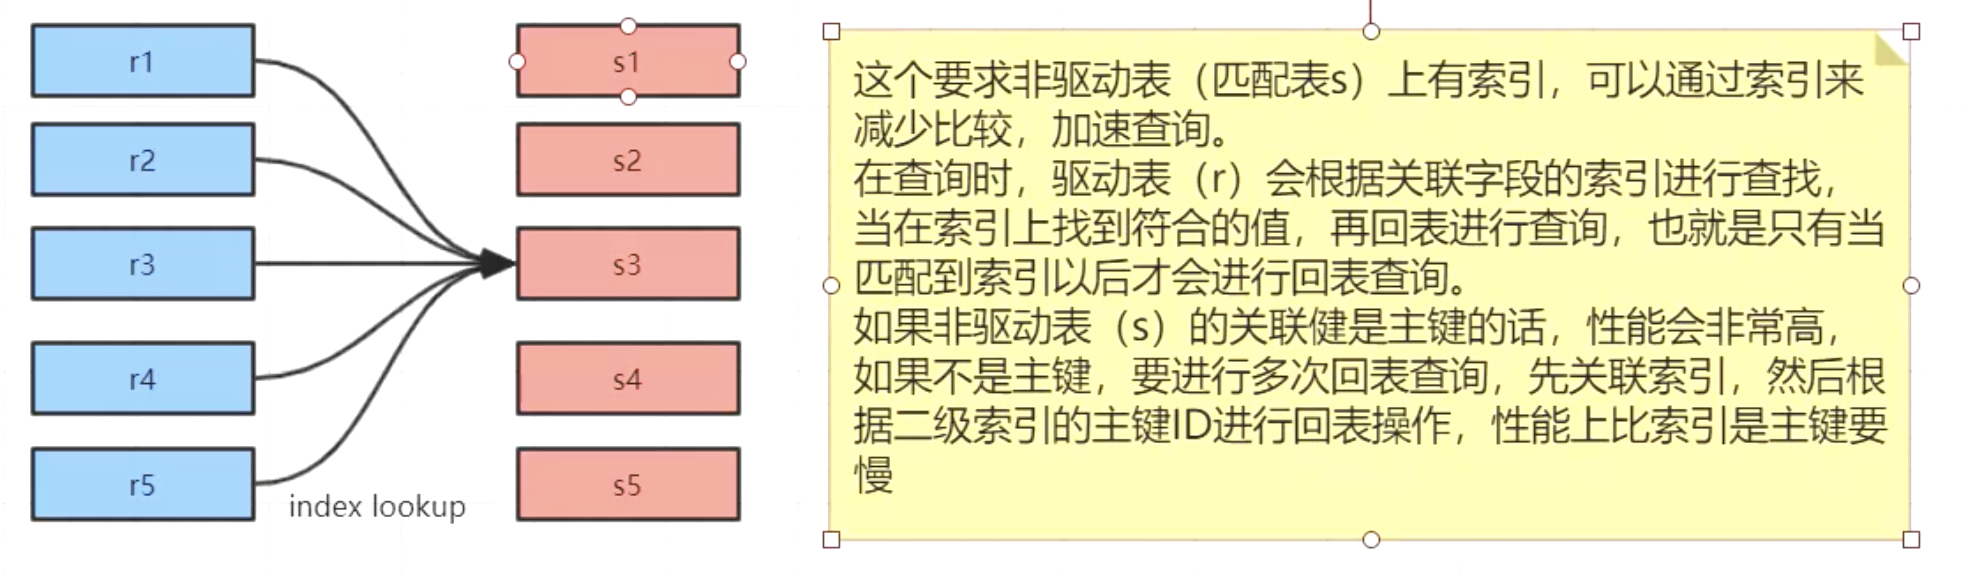 r1
r2
r3
r4
r5
index lookup
s1
s2
s3
s4
s5
这个要求非驱动表（匹配表s）上有索引，可以通过索引来
减少比较，加速查询。
在查询时，驱动表（r）会根据关联字段的索引进行查找，
当在索引上找到符合的值，再回表进行查询，也就是只有当
匹配到索引以后才会进行回表查询。
如果非驱动表（s）的关联健是主键的话，性能会非常高，
如果不是主键，要进行多次回表查询，先关联索引，然后根
据二级索引的主键ID进行回表操作，性能上比索引是主键要
慢